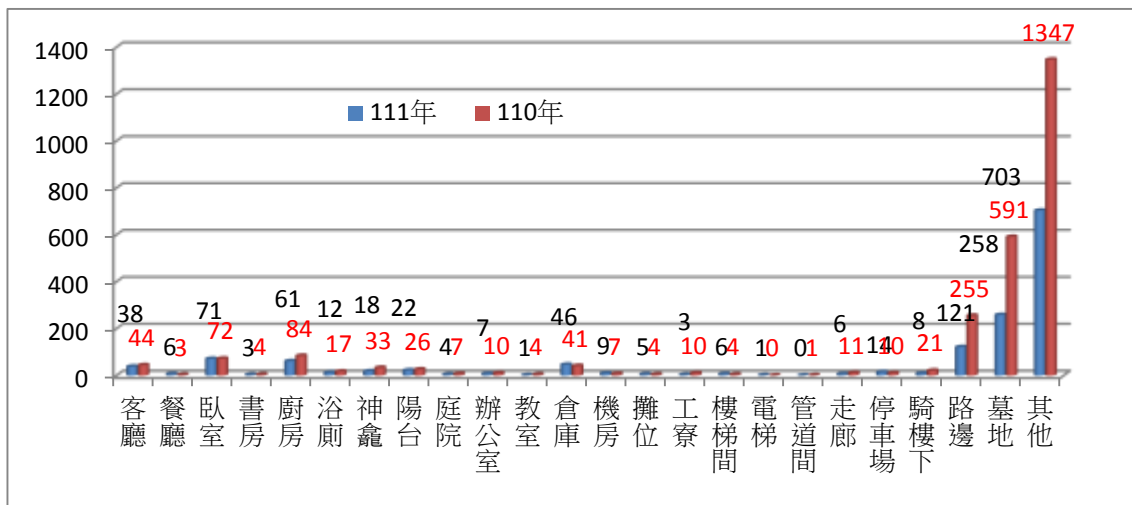 1400
1200
1000
800
600
400
200
0
111年 110年
38 6 71 3 61 12 18 22 4 7 1 46 9 5 3 6 1 0 6 14 8 121 258 703
44 3 72 4 84 17 33 26 7 10 4 41 7 4 10 4 0 1 11 10 21 255 591 1347
客廳
餐廳
臥室
書房
廚房
浴廁
神龕
陽台
庭院
辦公室
教室
倉庫
機房
攤位
工寮
樓梯間
電梯
管道間
走廊
停車場
騎樓下
路邊
墓地
其他